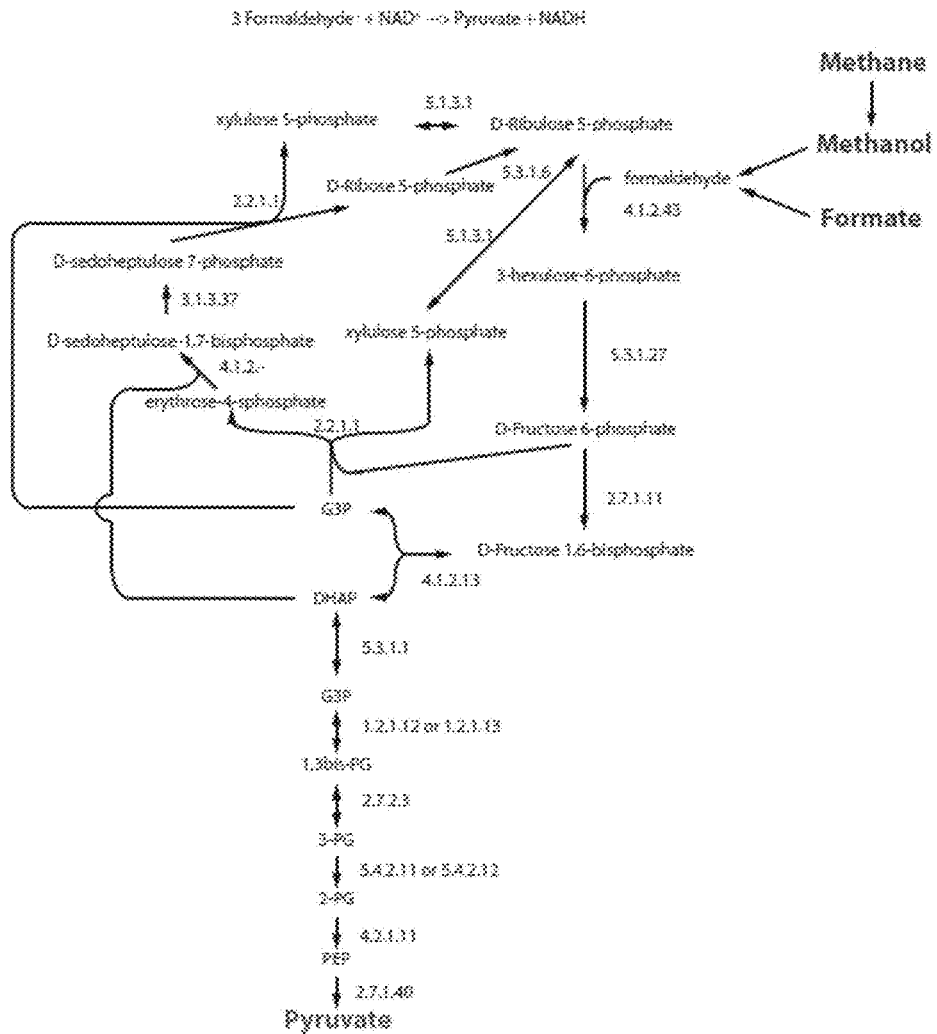 3 Formaldehyde + NAD⁺ --> Pyruvate + NADH
Methane
5.1.3.1
xylulose 5-phosphate
D-Ribulose 5-phosphate
Methanol
D-Ribose 5-phosphate
5.3.1.6
formaldehyde
2.2.1.1
4.1.2.43
Formate
5.1.3.1
D-sedoheptulose 7-phosphate
3-hexulose-6-phosphate
3.1.3.37
D-sedoheptulose-1,7-bisphosphate
xylulose 5-phosphate
5.3.1.27
4.1.2.-
erythrose-4-sphosphate
2.2.1.1
D-Fructose 6-phosphate
2.7.1.11
G3P
D-Fructose 1,6-bisphosphate
4.1.2.13
DHAP
5.3.1.1
G3P
1.2.1.12 or 1.2.1.13
1,3bis-PG
2.7.2.3
3-PG
5.4.2.11 or 5.4.2.12
2-PG
4.2.1.11
PEP
2.7.1.40
Pyruvate